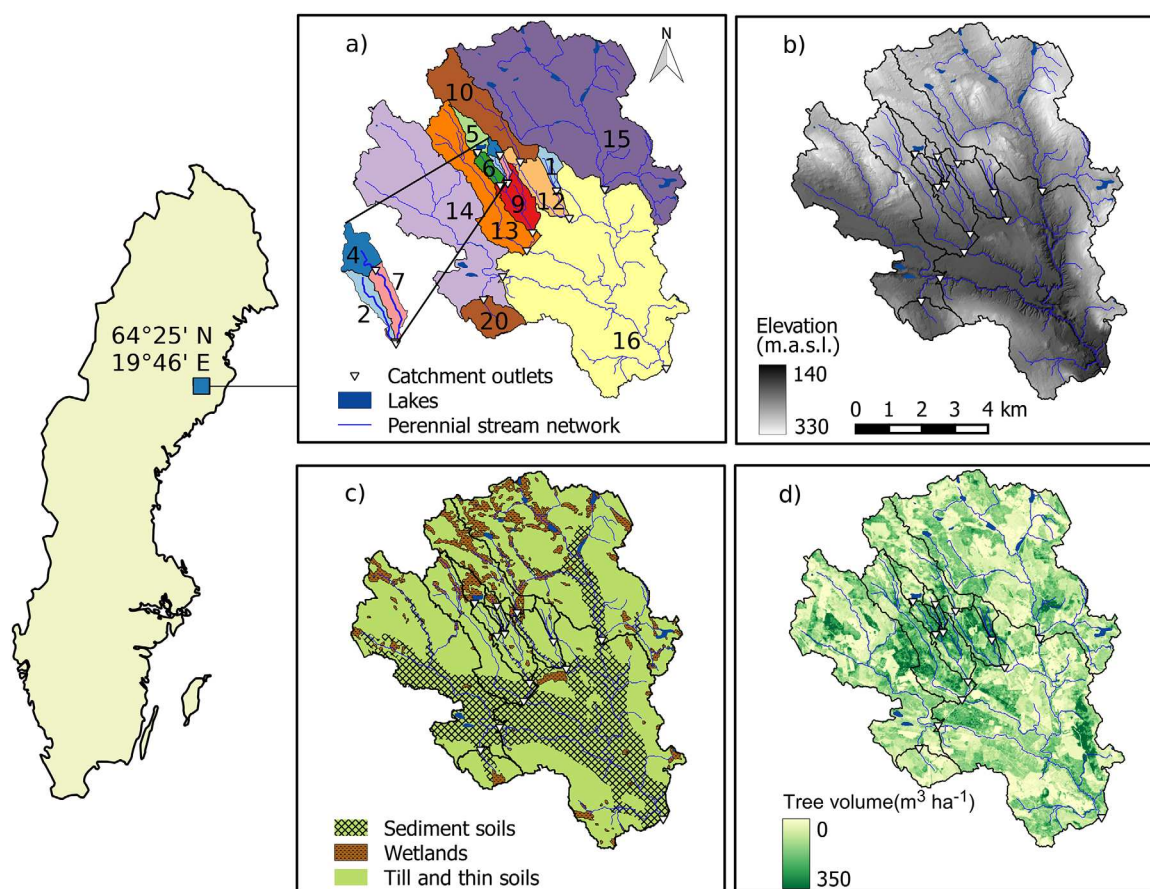 64°25' N
19°46' E
a)
N
10
5
15
6
1
14
9
12
13
4
7
2
20
16
Catchment outlets
Lakes
Perennial stream network
b)
Elevation
(m.a.s.l.)
140
330
0 1 2 3 4 km
c)
Sediment soils
Wetlands
Till and thin soils
d)
Tree volume(m³ ha⁻¹)
0
350